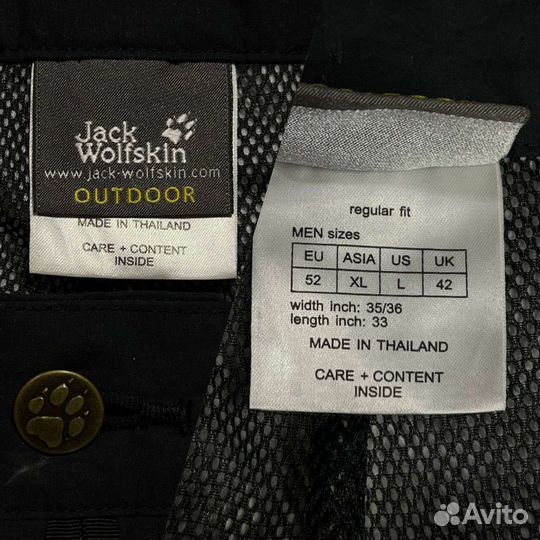 Jack
Wolfskin
www.jack-wolfskin.com
OUTDOOR
MADE IN THAILAND
CARE + CONTENT
INSIDE
regular fit
MEN sizes
EU ASIA US UK
52 XL L 42
width inch: 35/36
length inch: 33
MADE IN THAILAND
CARE + CONTENT
INSIDE
Avito